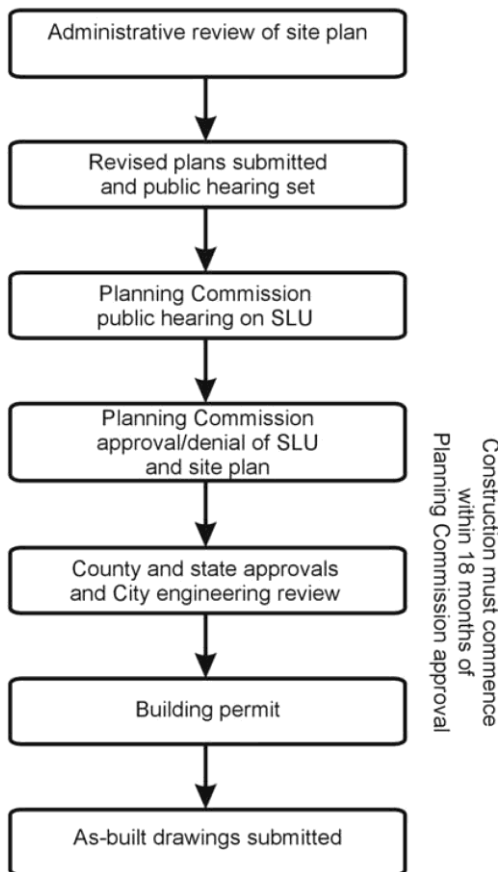 Administrative review of site plan
Revised plans submitted
and public hearing set
Planning Commission
public hearing on SLU
Planning Commission
approval/denial of SLU
and site plan
County and state approvals
and City engineering review
Building permit
As-built drawings submitted
Construction must commence
within 18 months of
Planning Commission approval